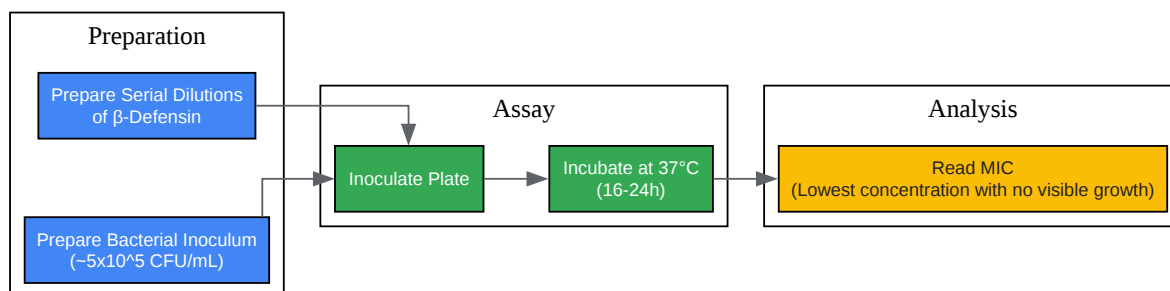 Preparation
Prepare Serial Dilutions
of β-Defensin
Prepare Bacterial Inoculum
(~5x10^5 CFU/mL)
Assay
Inoculate Plate
Incubate at 37°C
(16-24h)
Analysis
Read MIC
(Lowest concentration with no visible growth)